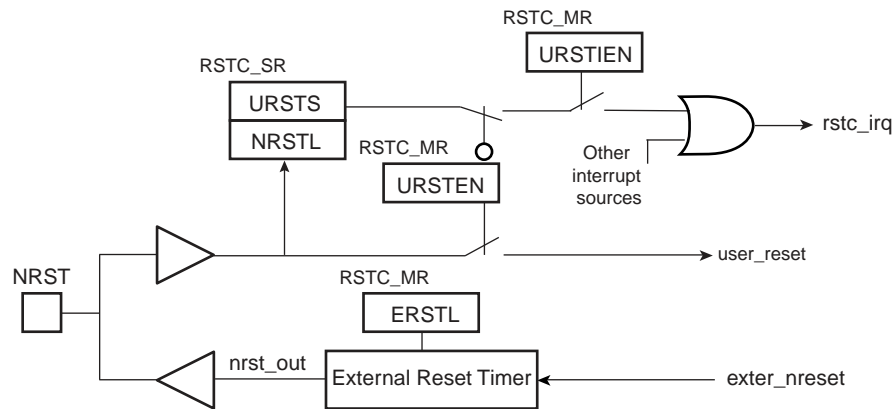 RSTC_MR
URSTIEN
RSTC_SR
URSTS
NRSTL
rstc_irq
RSTC_MR
Other
interrupt
sources
URSTEN
user_reset
NRST
RSTC_MR
ERSTL
nrst_out
External Reset Timer
exter_nreset